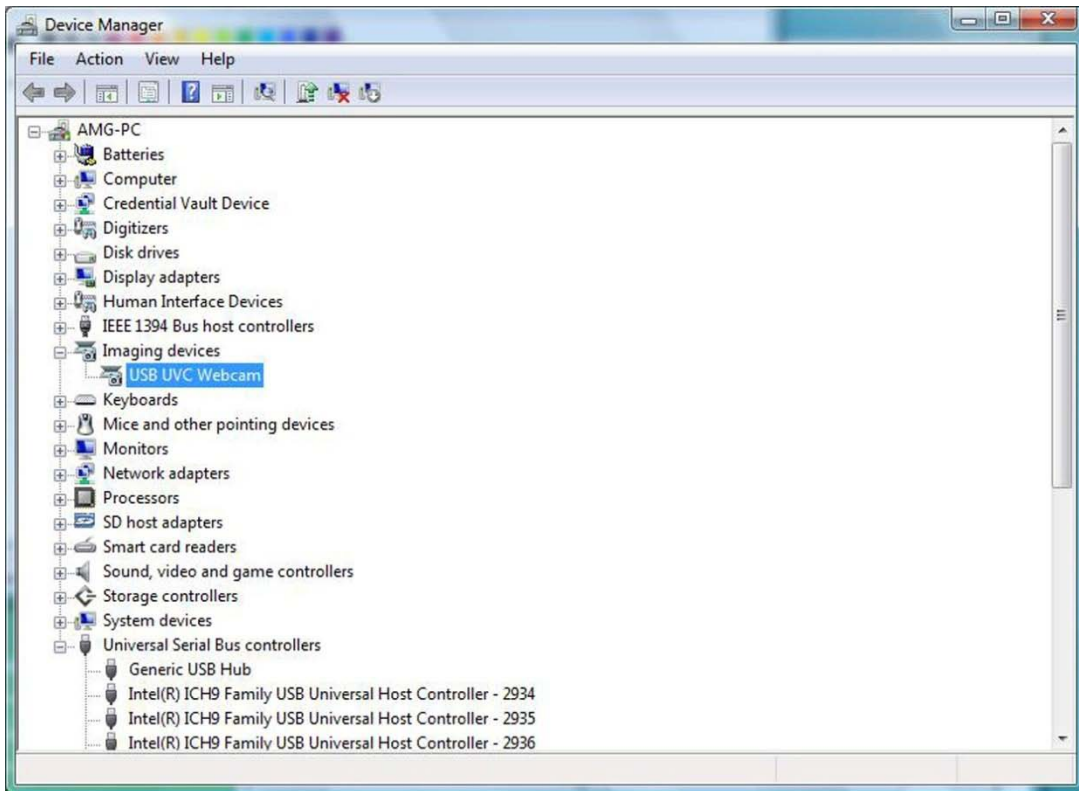 Device Manager
File Action View Help
AMG-PC
Batteries
Computer
Credential Vault Device
Digitizers
Disk drives
Display adapters
Human Interface Devices
IEEE 1394 Bus host controllers
Imaging devices
USB UVC Webcam
Keyboards
Mice and other pointing devices
Monitors
Network adapters
Processors
SD host adapters
Smart card readers
Sound, video and game controllers
Storage controllers
System devices
Universal Serial Bus controllers
Generic USB Hub
Intel(R) ICH9 Family USB Universal Host Controller - 2934
Intel(R) ICH9 Family USB Universal Host Controller - 2935
Intel(R) ICH9 Family USB Universal Host Controller - 2936